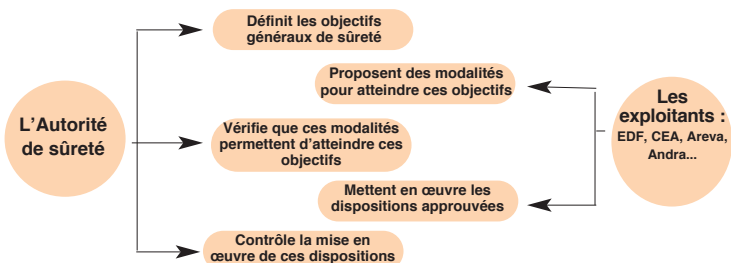 Définit les objectifs
généraux de sûreté
Proposent des modalités
pour atteindre ces objectifs
L'Autorité
de sûreté
Les
exploitants :
EDF, CEA, Areva,
Andra...
Vérifie que ces modalités
permettent d'atteindre ces
objectifs
Mettent en œuvre les
dispositions approuvées
Contrôle la mise en
œuvre de ces dispositions